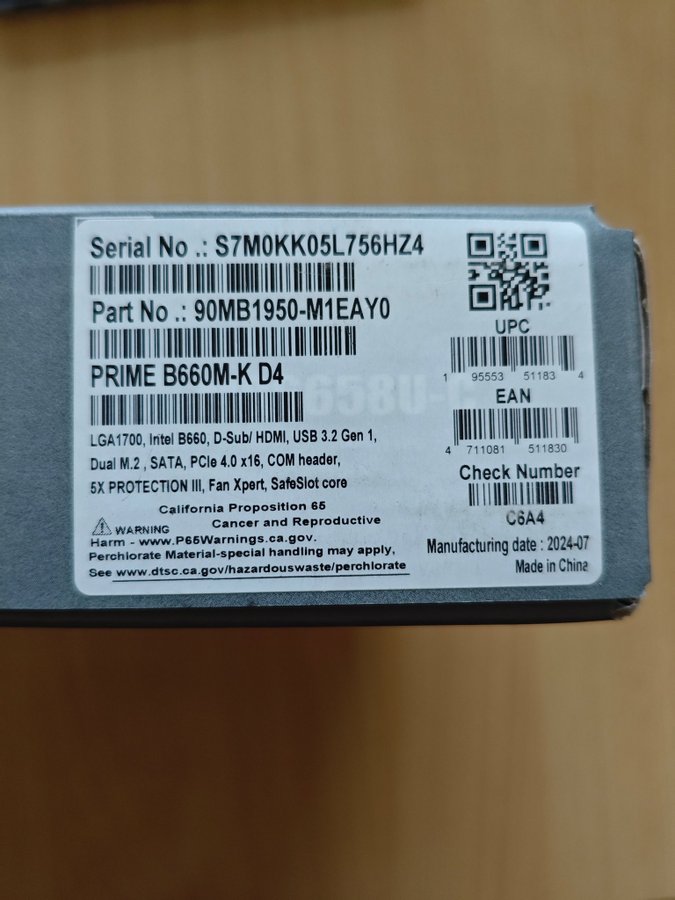 Serial No .: S7M0KK05L756HZ4
Part No .: 90MB1950-M1EAY0
PRIME B660M-K D4
LGA1700, Intel B660, D-Sub/ HDMI, USB 3.2 Gen 1,
Dual M.2 , SATA, PCIe 4.0 x16, COM header,
5X PROTECTION III, Fan Xpert, SafeSlot core
California Proposition 65
WARNING Cancer and Reproductive
Harm - www.P65Warnings.ca.gov.
Perchlorate Material-special handling may apply,
See www.dtsc.ca.gov/hazardouswaste/perchlorate
UPC
1 95553 51183 4
EAN
4 711081 511830
Check Number
C6A4
Manufacturing date : 2024-07
Made in China